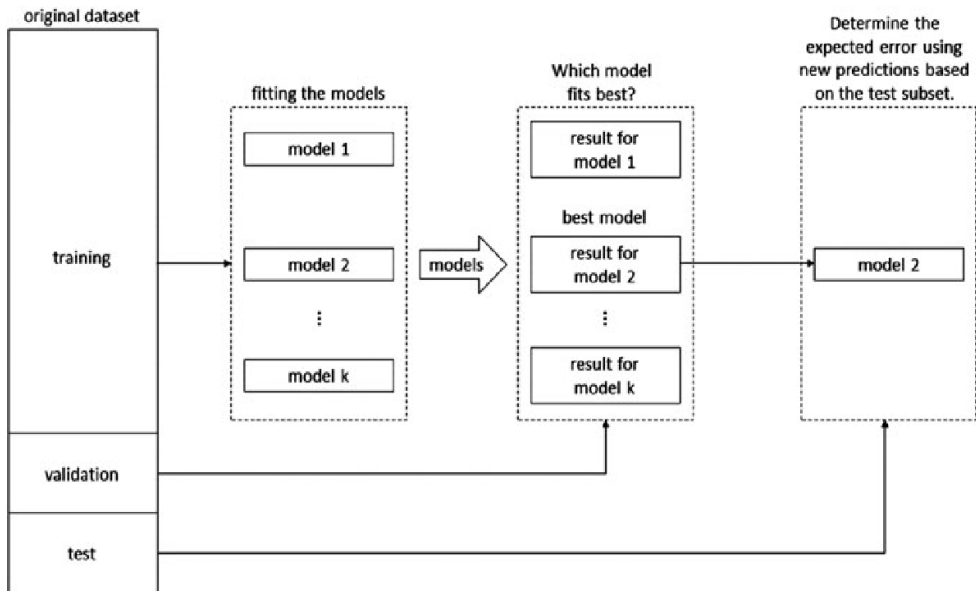 original dataset
training
validation
test
fitting the models
model 1
model 2
⋮
model k
models
Which model
fits best?
result for
model 1
best model
result for
model 2
⋮
result for
model k
Determine the
expected error using
new predictions based
on the test subset.
model 2